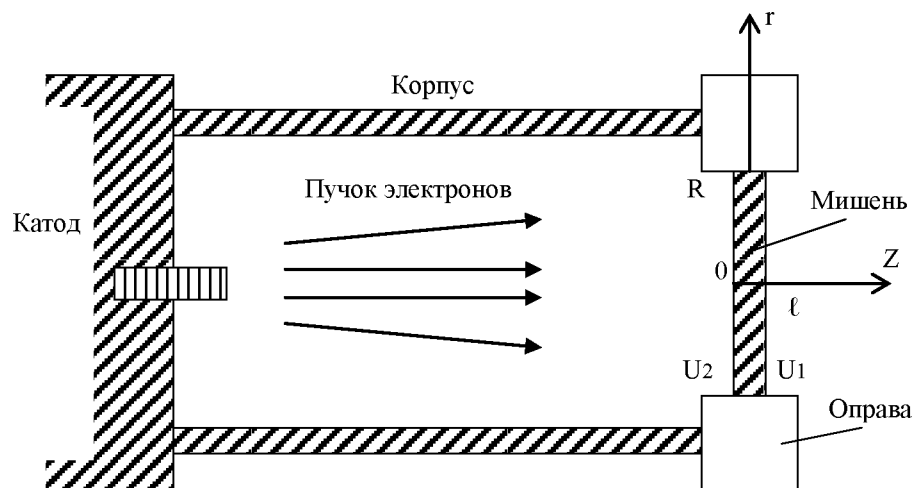 r
Корпус
Пучок электронов
R
Мишень
Катод
0
Z
ℓ
U2
U1
Оправа